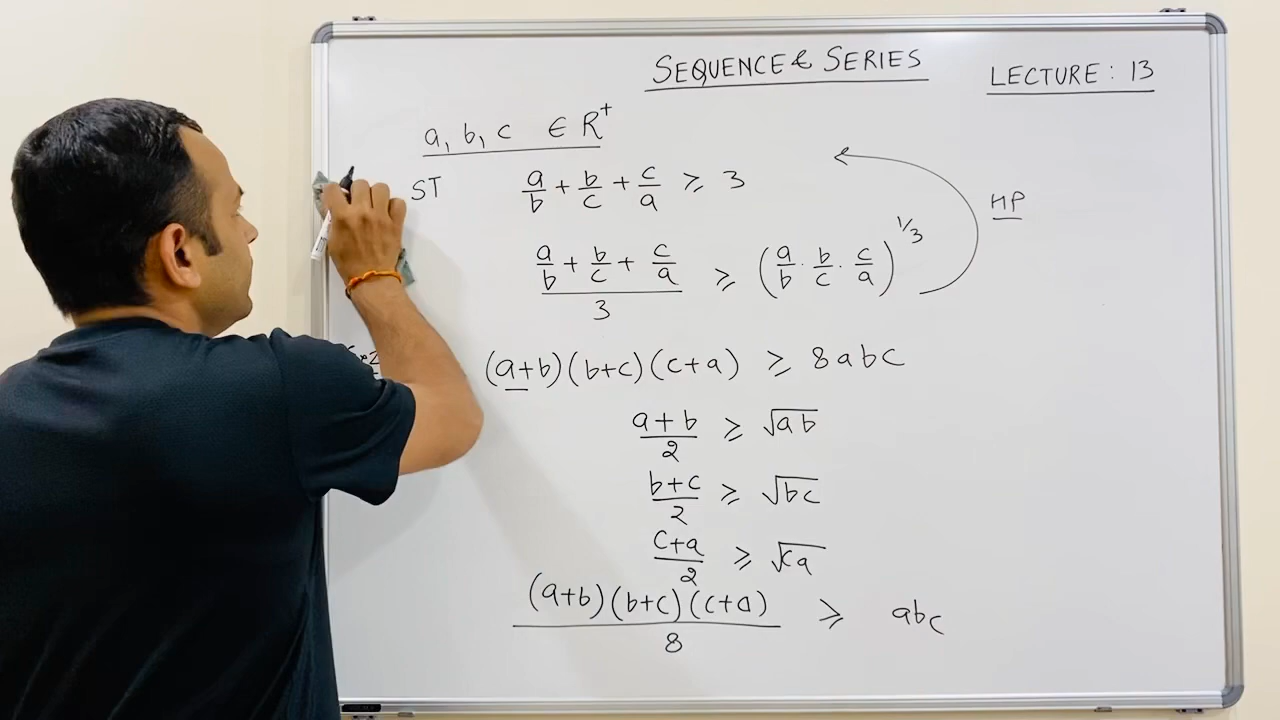 SEQUENCE & SERIES
LECTURE : 13
a, b, c ∈ R⁺
ST a/b + b/c + c/a ≥ 3
HP
(a/b + b/c + c/a)/3 ≥ (a/b · b/c · c/a)^1/3
(a+b)(b+c)(c+a) ≥ 8abc
(a+b)/2 ≥ √ab
(b+c)/2 ≥ √bc
(c+a)/2 ≥ √ca
(a+b)(b+c)(c+a)/8 ≥ abc